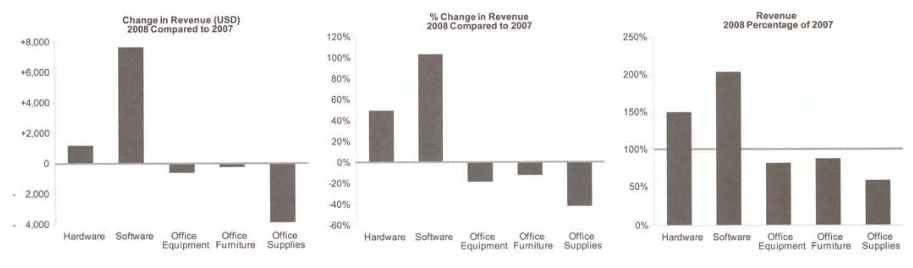 Change in Revenue (USD)
2008 Compared to 2007
+8,000
+6,000
+4,000
+2,000
0
- 2,000
- 4,000
Hardware Software Office Equipment Office Furniture Office Supplies
% Change in Revenue
2008 Compared to 2007
120%
100%
80%
60%
40%
20%
0%
-20%
-40%
-60%
Hardware Software Office Equipment Office Furniture Office Supplies
Revenue
2008 Percentage of 2007
250%
200%
150%
100%
50%
0%
Hardware Software Office Equipment Office Furniture Office Supplies